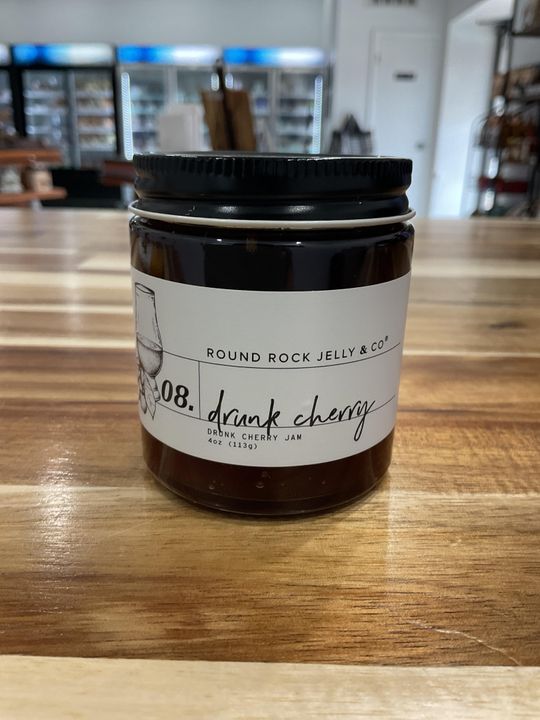 ROUND ROCK JELLY & CO®
08. drunk cherry
DRUNK CHERRY JAM
4oz (113g)